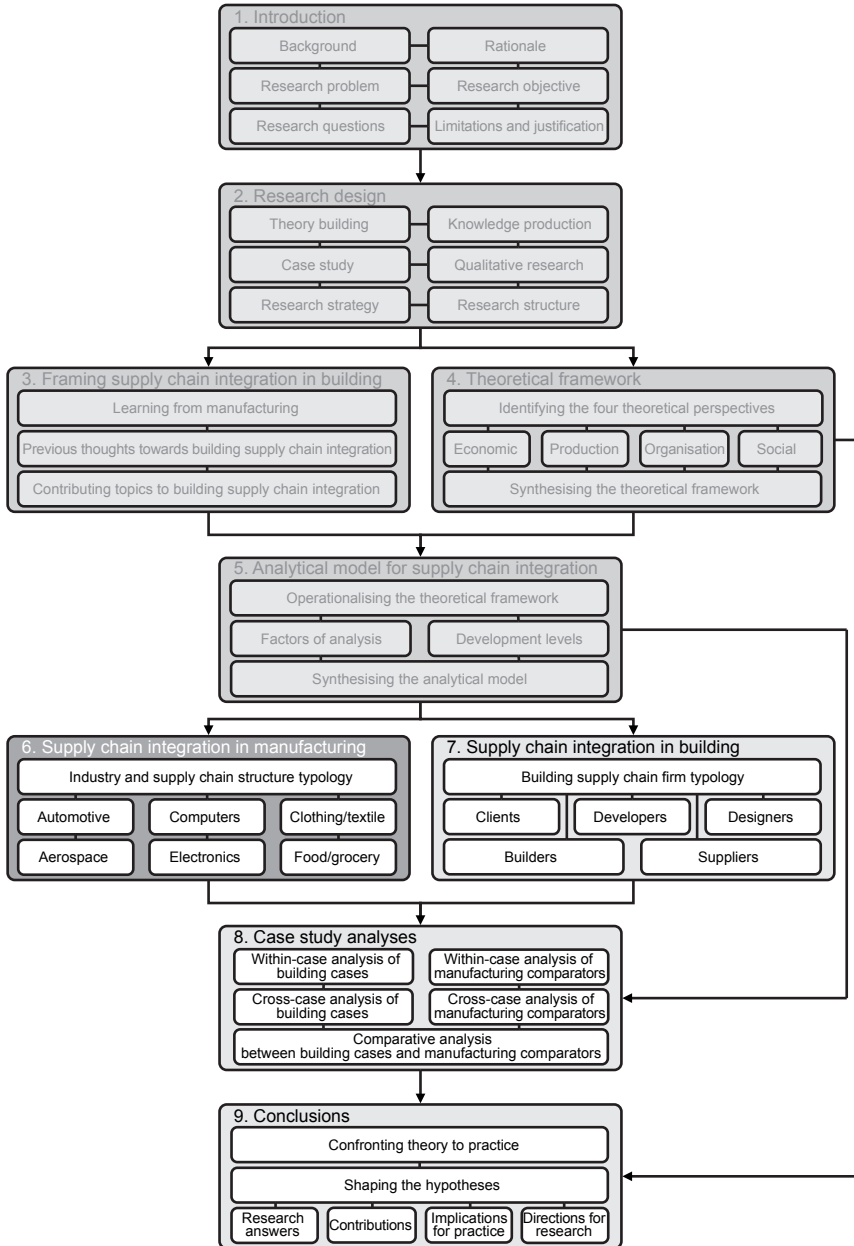 1. Introduction
Background
Rationale
Research problem
Research objective
Research questions
Limitations and justification
2. Research design
Theory building
Knowledge production
Case study
Qualitative research
Research strategy
Research structure
3. Framing supply chain integration in building
Learning from manufacturing
Previous thoughts towards building supply chain integration
Contributing topics to building supply chain integration
4. Theoretical framework
Identifying the four theoretical perspectives
Economic
Production
Organisation
Social
Synthesising the theoretical framework
5. Analytical model for supply chain integration
Operationalising the theoretical framework
Factors of analysis
Development levels
Synthesising the analytical model
6. Supply chain integration in manufacturing
Industry and supply chain structure typology
Automotive
Computers
Clothing/textile
Aerospace
Electronics
Food/grocery
7. Supply chain integration in building
Building supply chain firm typology
Clients
Developers
Designers
Builders
Suppliers
8. Case study analyses
Within-case analysis of
building cases
Within-case analysis of
manufacturing comparators
Cross-case analysis of
building cases
Cross-case analysis of
manufacturing comparators
Comparative analysis
between building cases and manufacturing comparators
9. Conclusions
Confronting theory to practice
Shaping the hypotheses
Research
answers
Contributions
Implications
for practice
Directions for
research